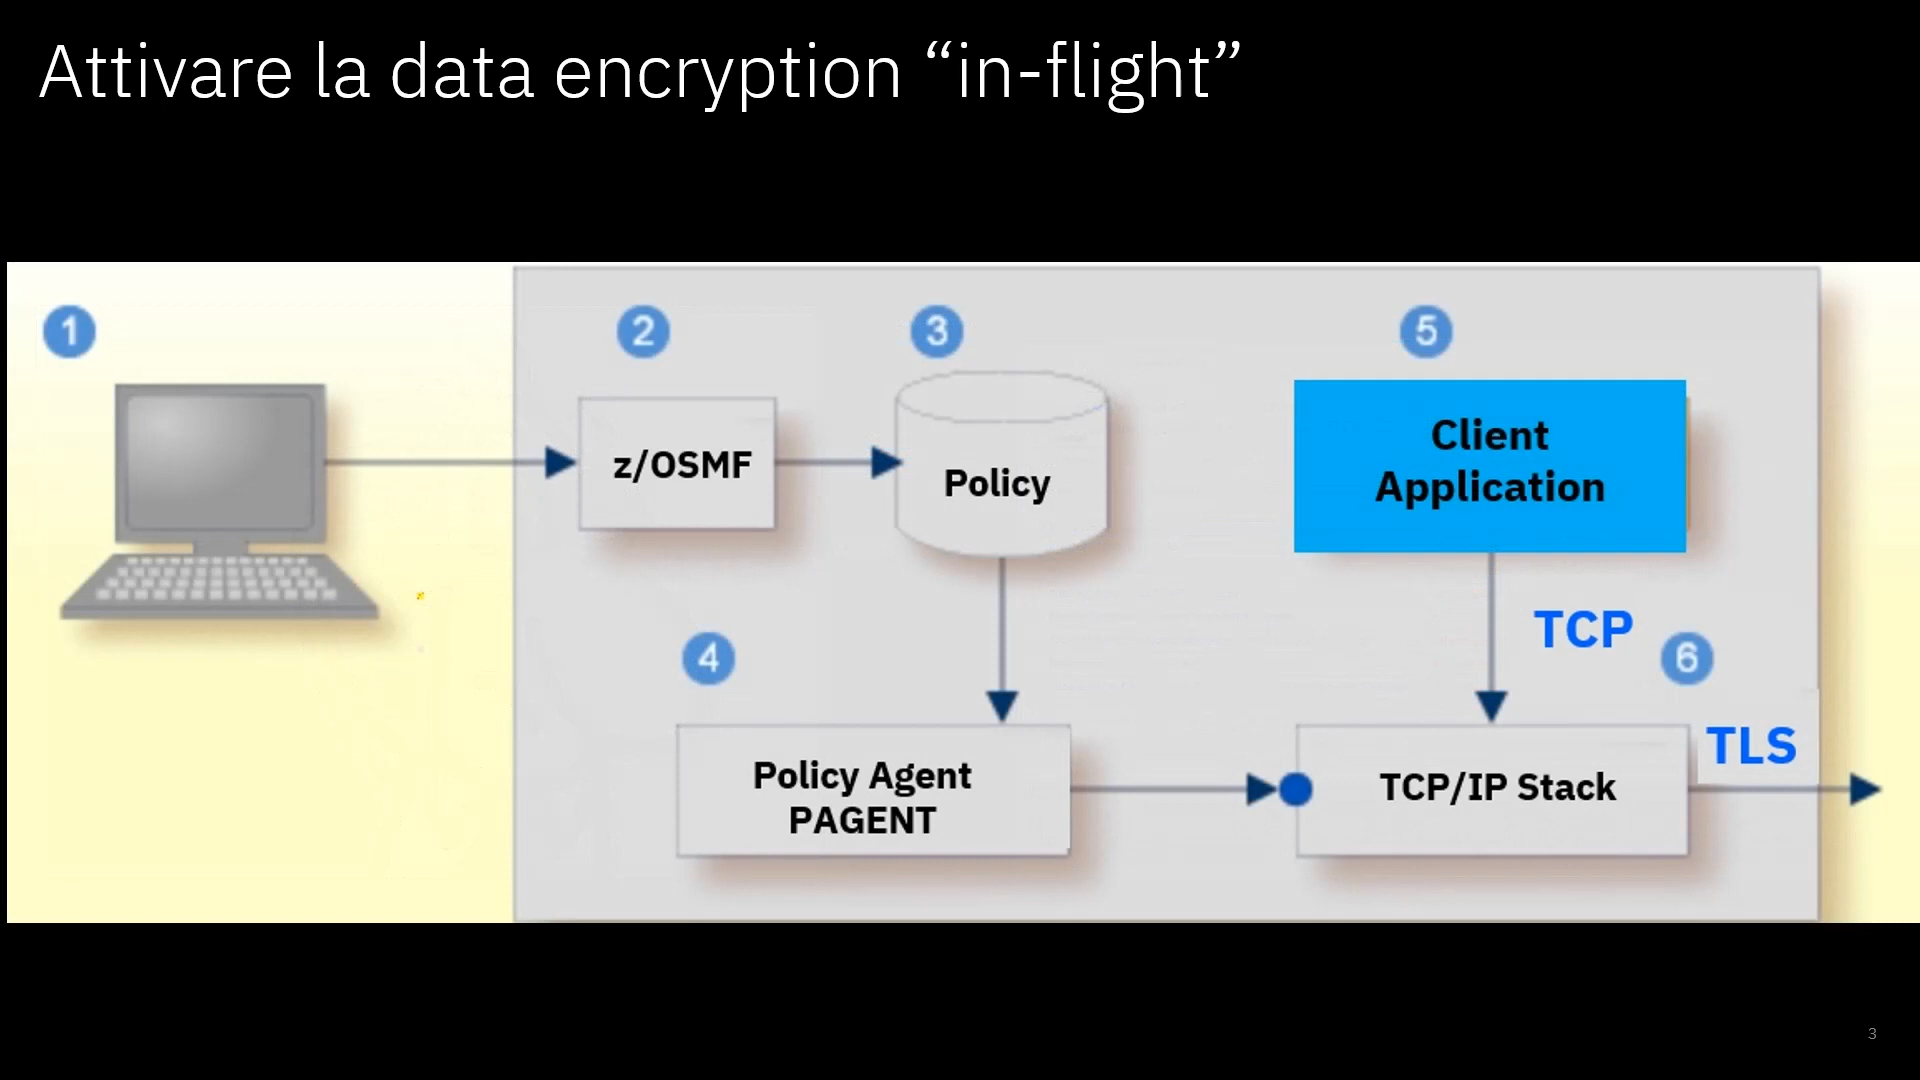 Attivare la data encryption “in-flight”
1
2
3
5
z/OSMF
Policy
Client
Application
TCP
4
6
Policy Agent
PAGENT
TCP/IP Stack
TLS
3